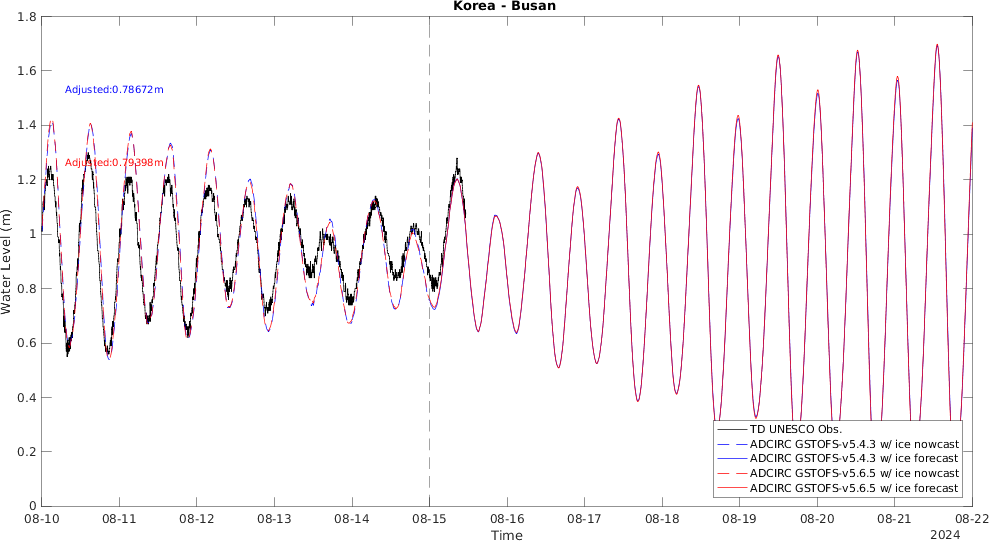 Korea - Busan
Water Level (m)
1.8
1.6
1.4
1.2
1
0.8
0.6
0.4
0.2
0
Adjusted:0.78672m
Adjusted:0.79398m
TD UNESCO Obs.
ADCIRC GSTOFS-v5.4.3 w/ ice nowcast
ADCIRC GSTOFS-v5.4.3 w/ ice forecast
ADCIRC GSTOFS-v5.6.5 w/ ice nowcast
ADCIRC GSTOFS-v5.6.5 w/ ice forecast
08-10 08-11 08-12 08-13 08-14 08-15 08-16 08-17 08-18 08-19 08-20 08-21 08-22
Time
2024